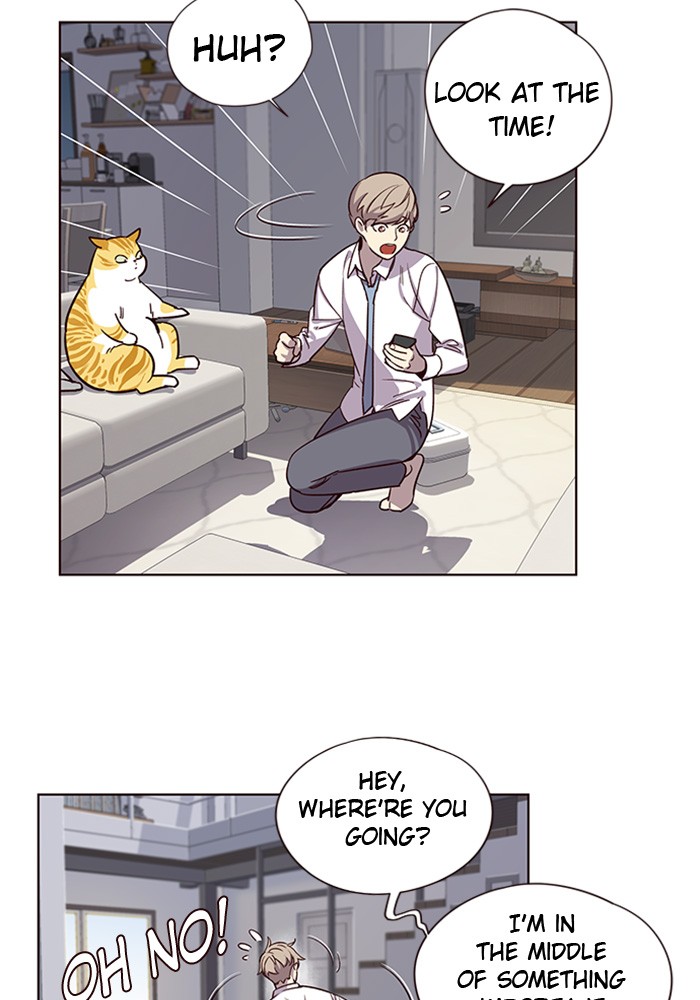 HUH?
LOOK AT THE
TIME!
HEY,
WHERE'RE YOU
GOING?
OH NO!
I'M IN
THE MIDDLE
OF SOMETHING